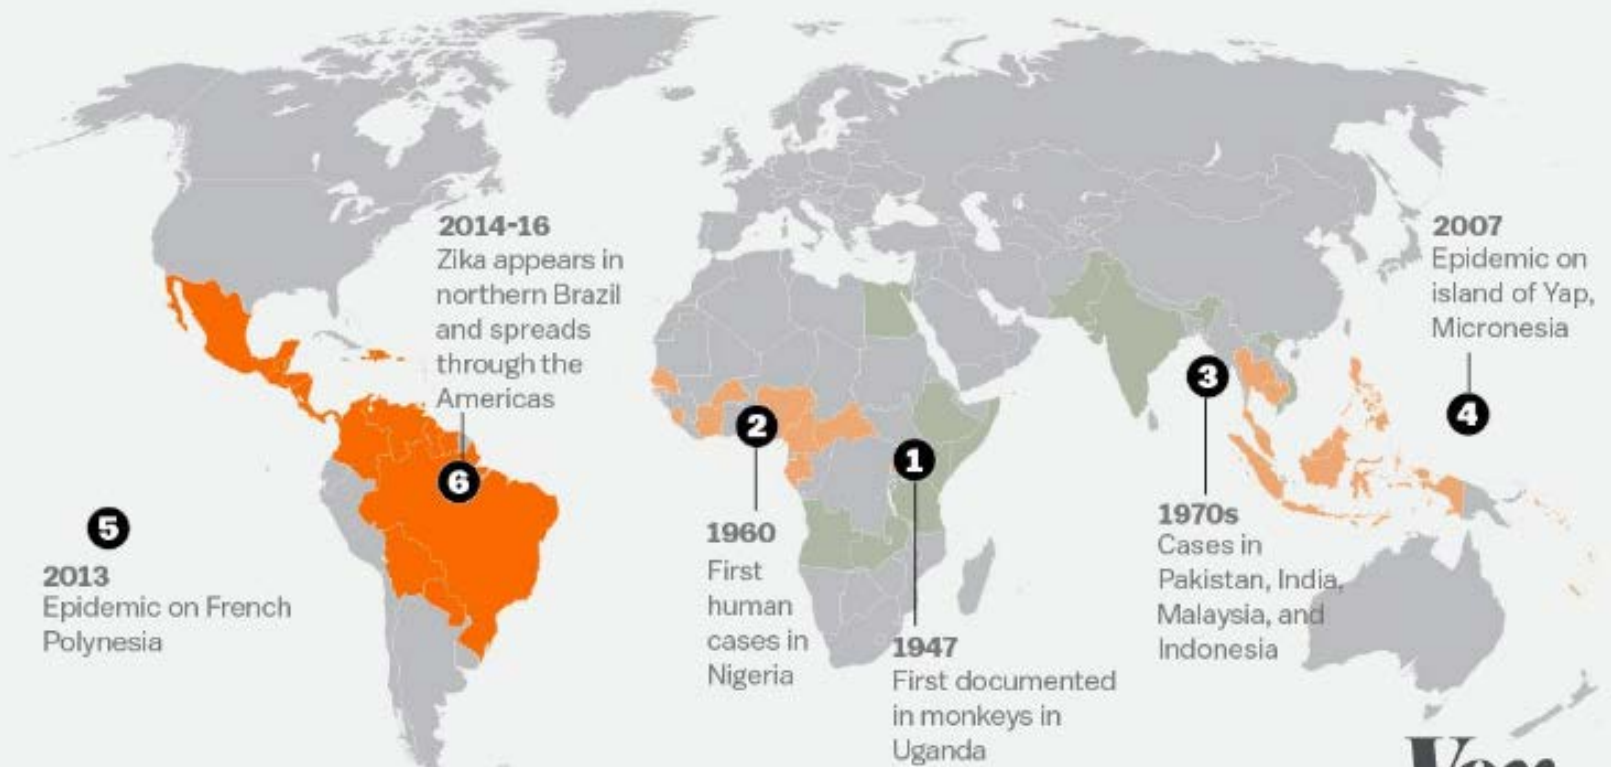 1
1947
First documented
in monkeys in
Uganda
2
1960
First
human
cases in
Nigeria
3
1970s
Cases in
Pakistan, India,
Malaysia, and
Indonesia
4
2007
Epidemic on
island of Yap,
Micronesia
5
2013
Epidemic on French
Polynesia
6
2014-16
Zika appears in
northern Brazil
and spreads
through the
Americas
Vox